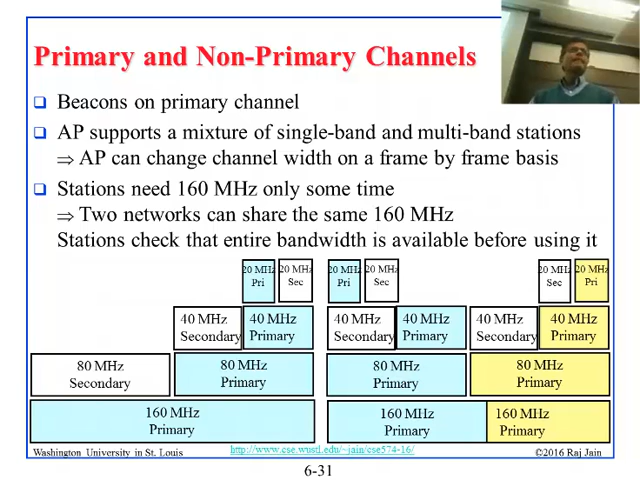 Primary and Non-Primary Channels
Beacons on primary channel
AP supports a mixture of single-band and multi-band stations
⇒ AP can change channel width on a frame by frame basis
Stations need 160 MHz only some time
⇒ Two networks can share the same 160 MHz
Stations check that entire bandwidth is available before using it
20 MHz Pri
20 MHz Sec
20 MHz Pri
20 MHz Sec
20 MHz Sec
20 MHz Pri
40 MHz Secondary
40 MHz Primary
40 MHz Secondary
40 MHz Primary
40 MHz Secondary
40 MHz Primary
80 MHz Secondary
80 MHz Primary
80 MHz Primary
80 MHz Primary
160 MHz Primary
160 MHz Primary
160 MHz Primary
Washington University in St. Louis
http://www.cse.wustl.edu/~jain/cse574-16/
©2016 Raj Jain
6-31